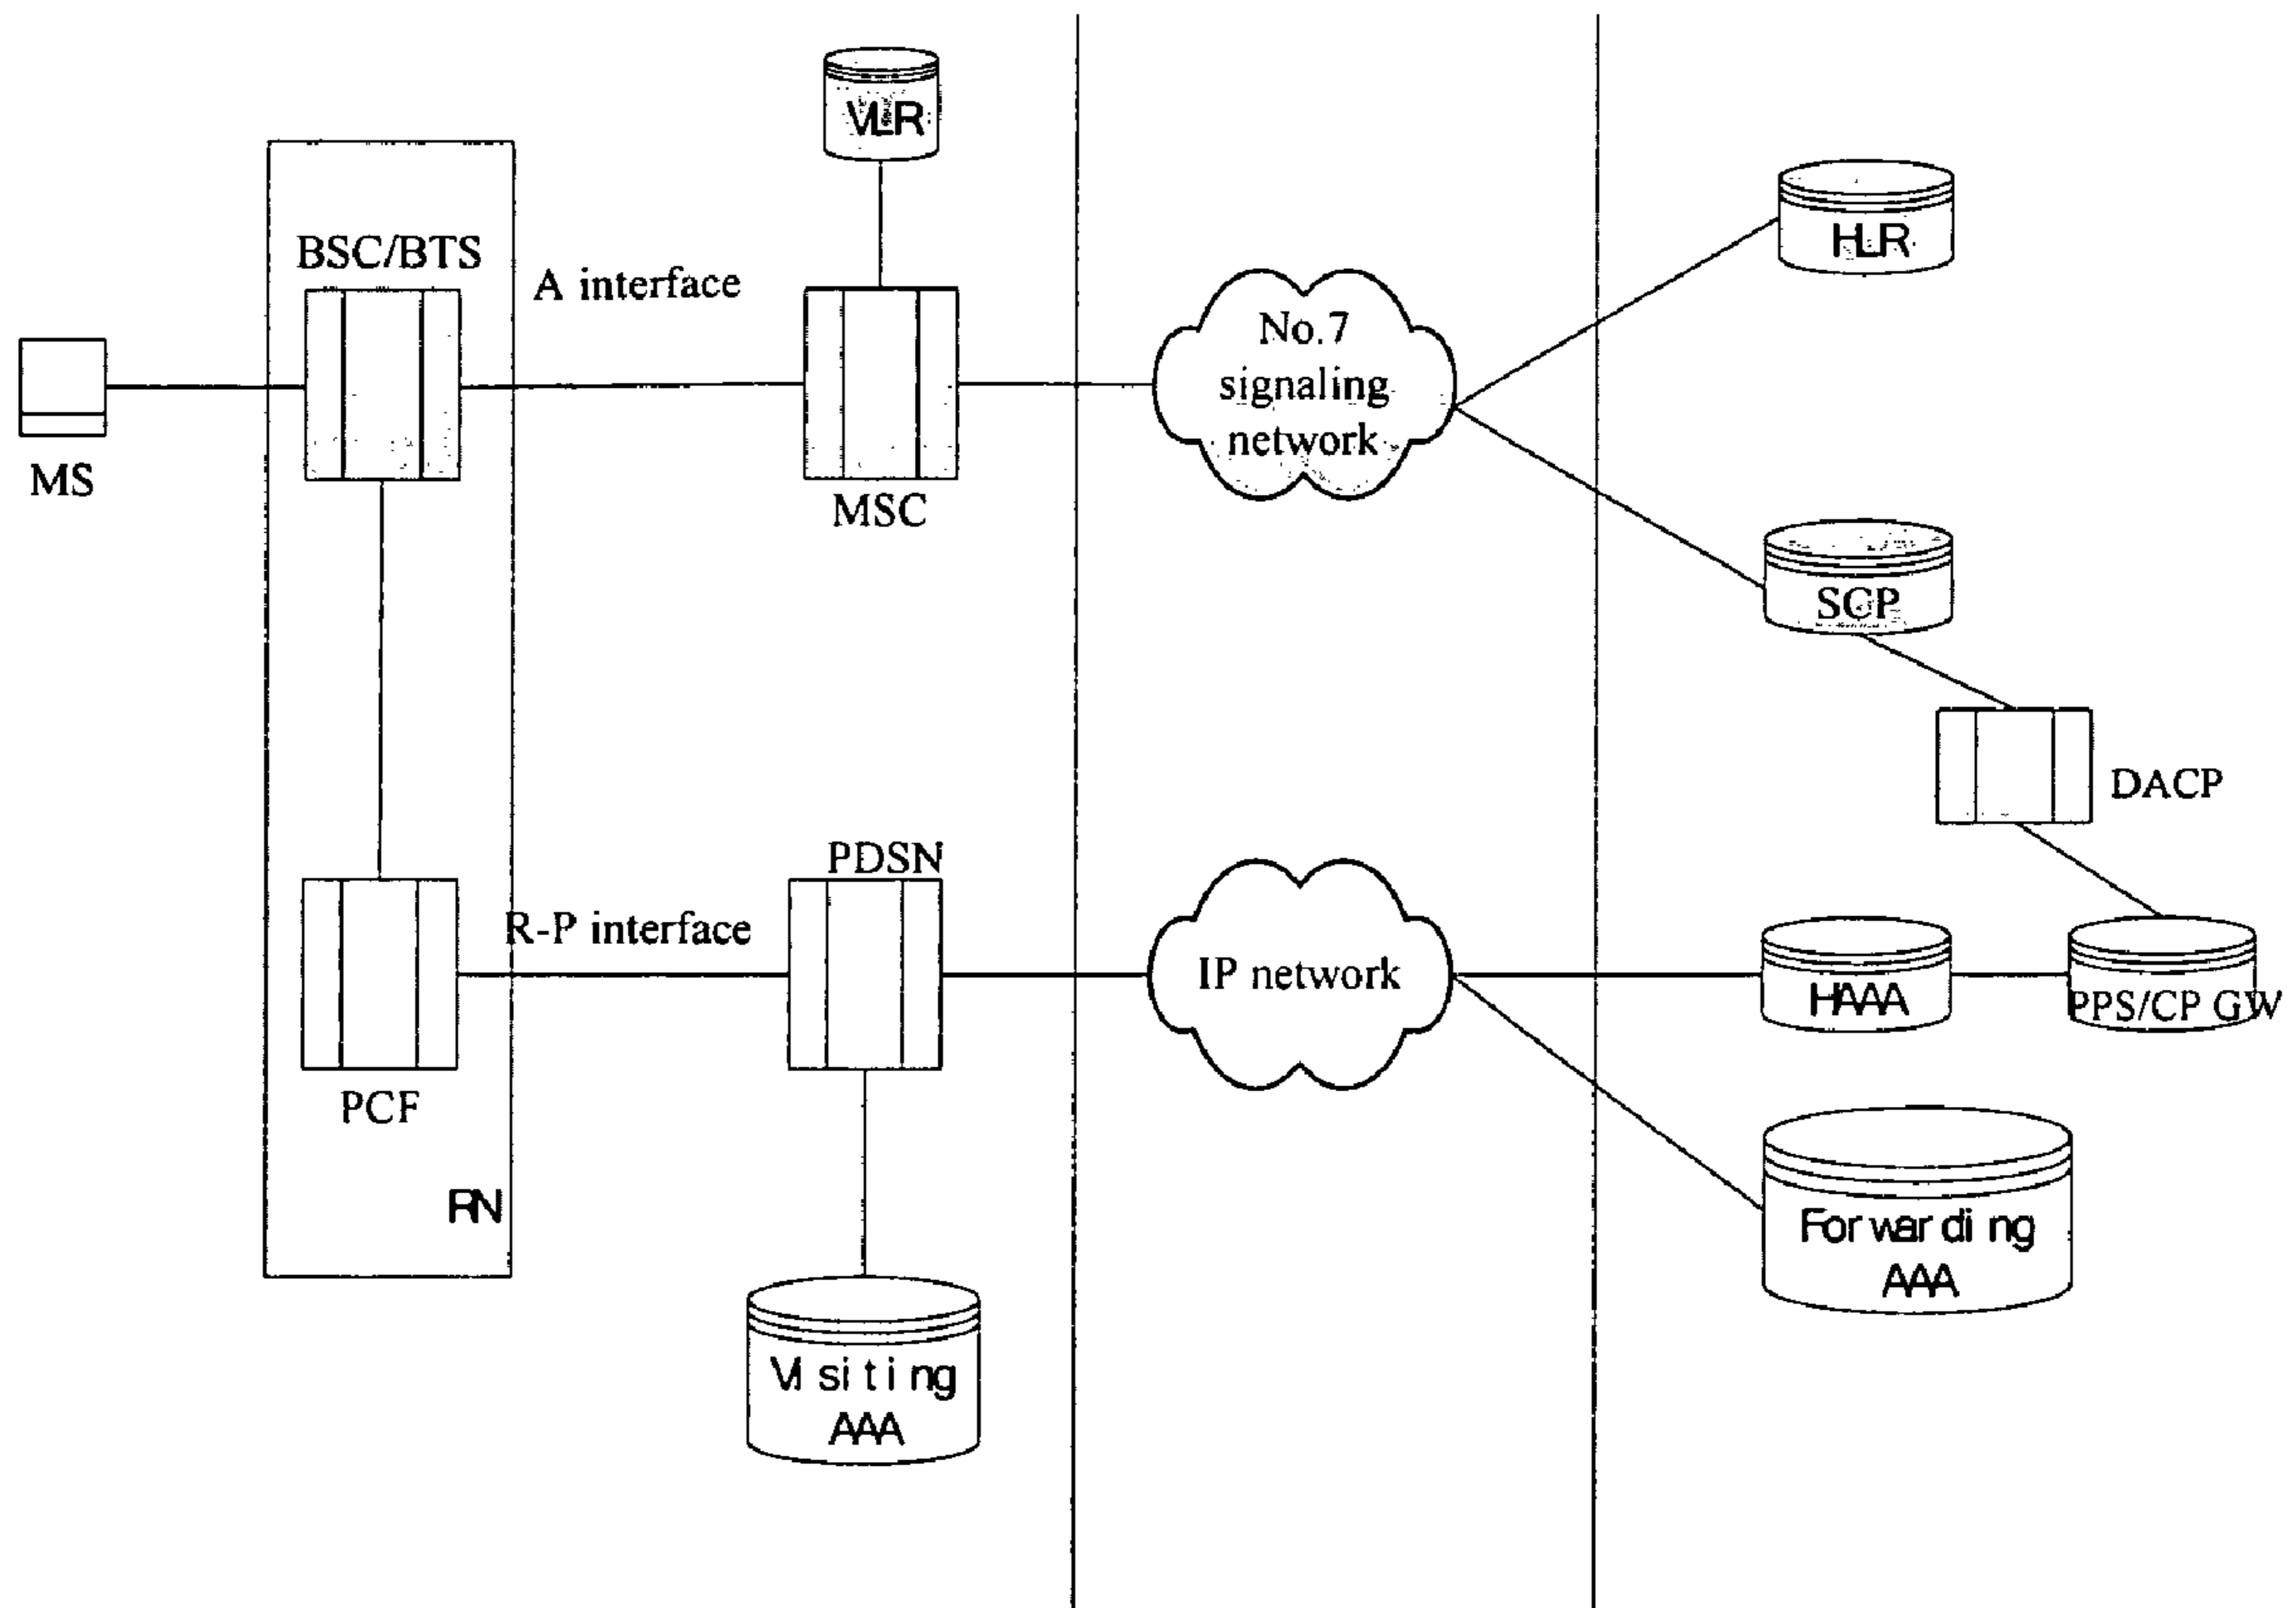 VLR
BSC/BTS
A interface
HLR
No.7
signaling
network
MS
MSC
SCP
DACP
PDSN
R-P interface
IP network
HAAA
PPS/CP GW
PCF
RN
Forwarding
AAA
Visiting
AAA